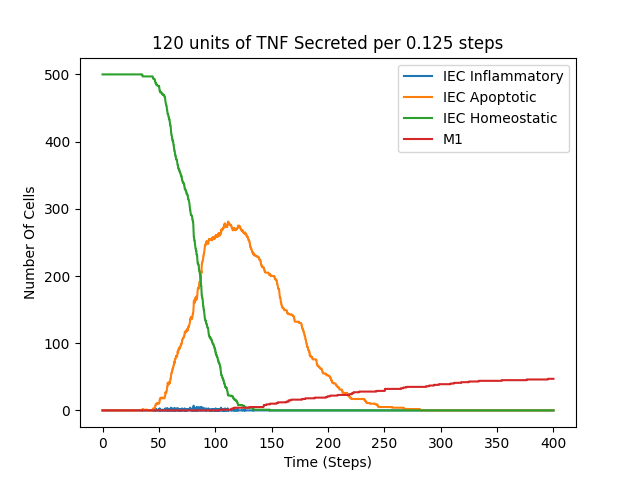 120 units of TNF Secreted per 0.125 steps
IEC Inflammatory
IEC Apoptotic
IEC Homeostatic
M1
Number Of Cells
500
400
300
200
100
0
0 50 100 150 200 250 300 350 400
Time (Steps)